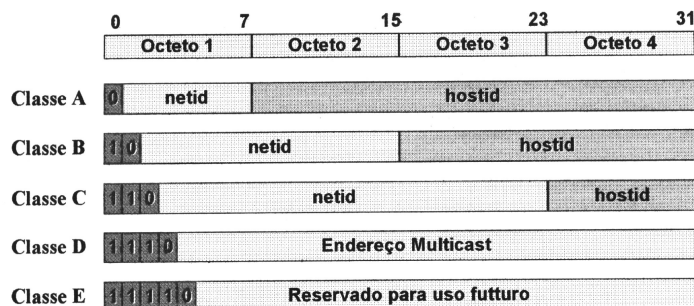 0 7 15 23 31
Octeto 1 Octeto 2 Octeto 3 Octeto 4
Classe A 0 netid hostid
Classe B 1 0 netid hostid
Classe C 1 1 0 netid hostid
Classe D 1 1 1 0 Endereço Multicast
Classe E 1 1 1 1 0 Reservado para uso futturo